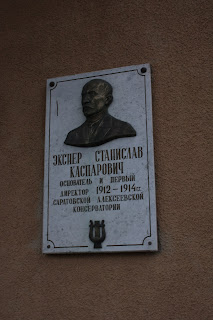 ЭКСНЕР СТАНИСЛАВ
КАСПАРОВИЧ
ОСНОВАТЕЛЬ И ПЕРВЫЙ
ДИРЕКТОР 1912-1914гг.
САРАТОВСКОЙ АЛЕКСЕЕВСКОЙ
КОНСЕРВАТОРИИ